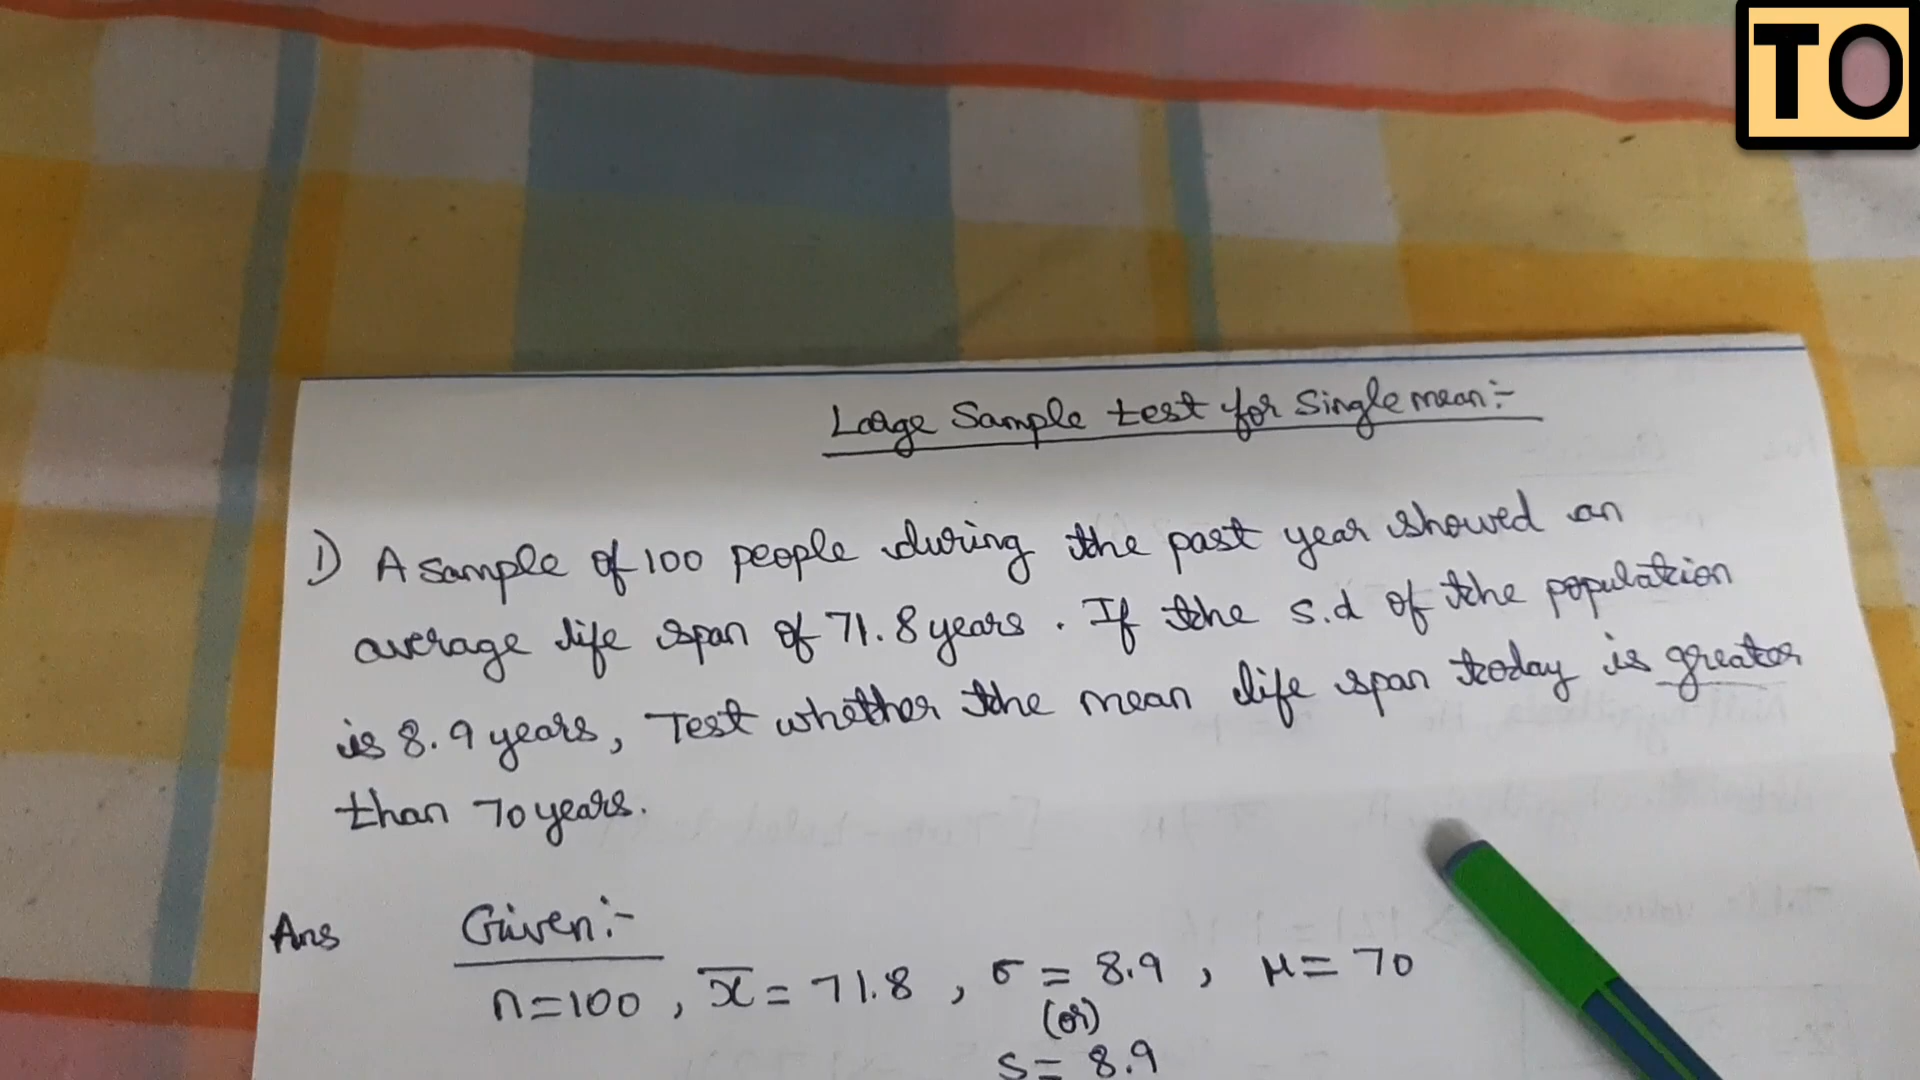 TO
Large Sample test for Single mean:-
1) A sample of 100 people during the past year showed an
average life span of 71.8 years. If the s.d of the population
is 8.9 years, Test whether the mean life span today is greater
than 70 years.
Ans Given:-
n=100, x̄ = 71.8, σ = 8.9, μ = 70
(or)
S = 8.9